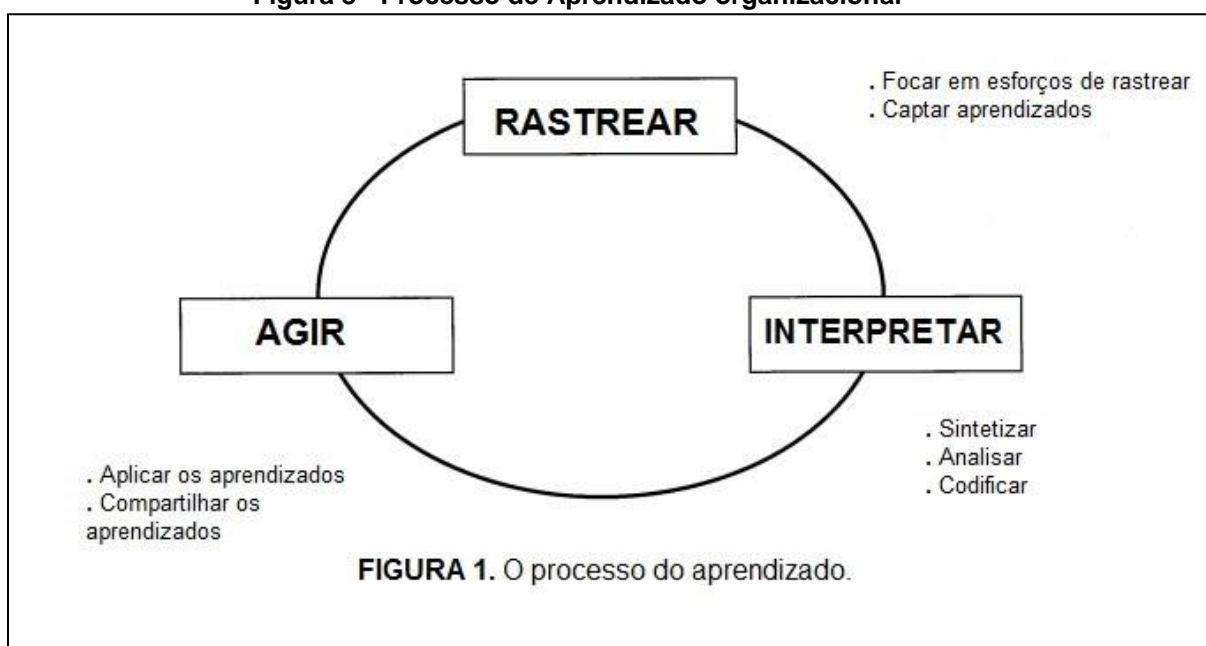 Figura 3 - Processo de Aprendizado organizacional
RASTREAR
. Focar em esforços de rastrear
. Captar aprendizados
AGIR
INTERPRETAR
. Sintetizar
. Analisar
. Codificar
. Aplicar os aprendizados
. Compartilhar os
aprendizados
FIGURA 1. O processo do aprendizado.